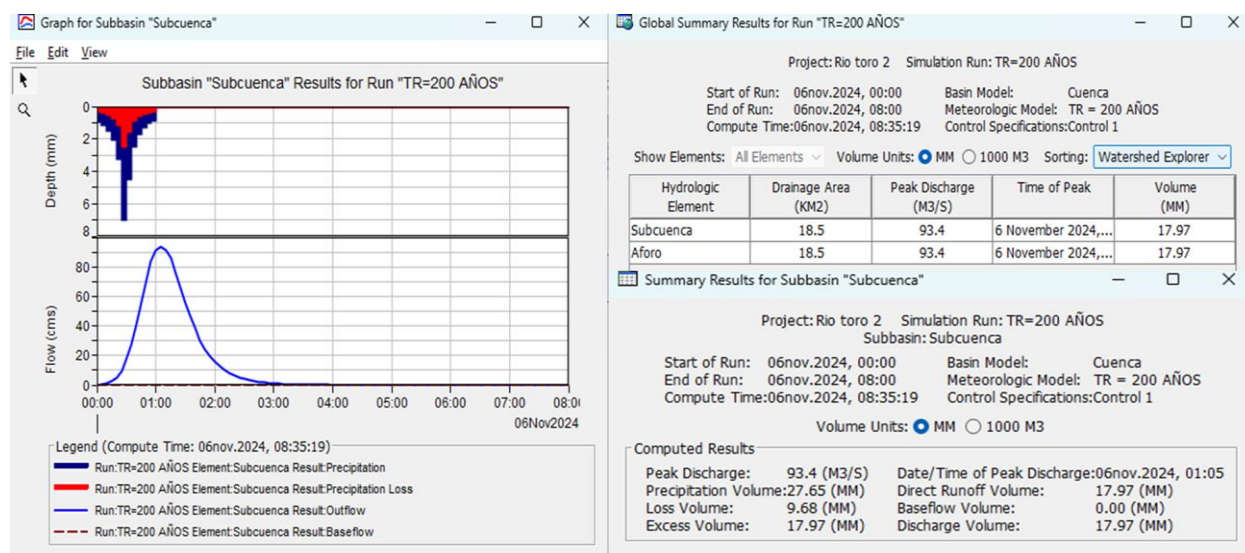 Graph for Subbasin "Subcuenca"
File Edit View
Subbasin "Subcuenca" Results for Run "TR=200 AÑOS"
Depth (mm)
0
2
4
6
8
Flow (cms)
80
60
40
20
0
00:00 01:00 02:00 03:00 04:00 05:00 06:00 07:00 08:00
06Nov2024
Legend (Compute Time: 06nov.2024, 08:35:19)
Run:TR=200 AÑOS Element:Subcuenca Result:Precipitation
Run:TR=200 AÑOS Element:Subcuenca Result:Precipitation Loss
Run:TR=200 AÑOS Element:Subcuenca Result:Outflow
Run:TR=200 AÑOS Element:Subcuenca Result:Baseflow
Global Summary Results for Run "TR=200 AÑOS"
Project:Rio toro 2 Simulation Run: TR=200 AÑOS
Start of Run: 06nov.2024, 00:00 Basin Model: Cuenca
End of Run: 06nov.2024, 08:00 Meteorologic Model: TR = 200 AÑOS
Compute Time:06nov.2024, 08:35:19 Control Specifications:Control 1
Show Elements: All Elements Volume Units: MM 1000 M3 Sorting: Watershed Explorer
Hydrologic Element Drainage Area (KM2) Peak Discharge (M3/S) Time of Peak Volume (MM)
Subcuenca 18.5 93.4 6 November 2024,... 17.97
Aforo 18.5 93.4 6 November 2024,... 17.97
Summary Results for Subbasin "Subcuenca"
Project:Rio toro 2 Simulation Run: TR=200 AÑOS
Subbasin: Subcuenca
Start of Run: 06nov.2024, 00:00 Basin Model: Cuenca
End of Run: 06nov.2024, 08:00 Meteorologic Model: TR = 200 AÑOS
Compute Time:06nov.2024, 08:35:19 Control Specifications:Control 1
Volume Units: MM 1000 M3
Computed Results
Peak Discharge: 93.4 (M3/S) Date/Time of Peak Discharge:06nov.2024, 01:05
Precipitation Volume:27.65 (MM) Direct Runoff Volume: 17.97 (MM)
Loss Volume: 9.68 (MM) Baseflow Volume: 0.00 (MM)
Excess Volume: 17.97 (MM) Discharge Volume: 17.97 (MM)